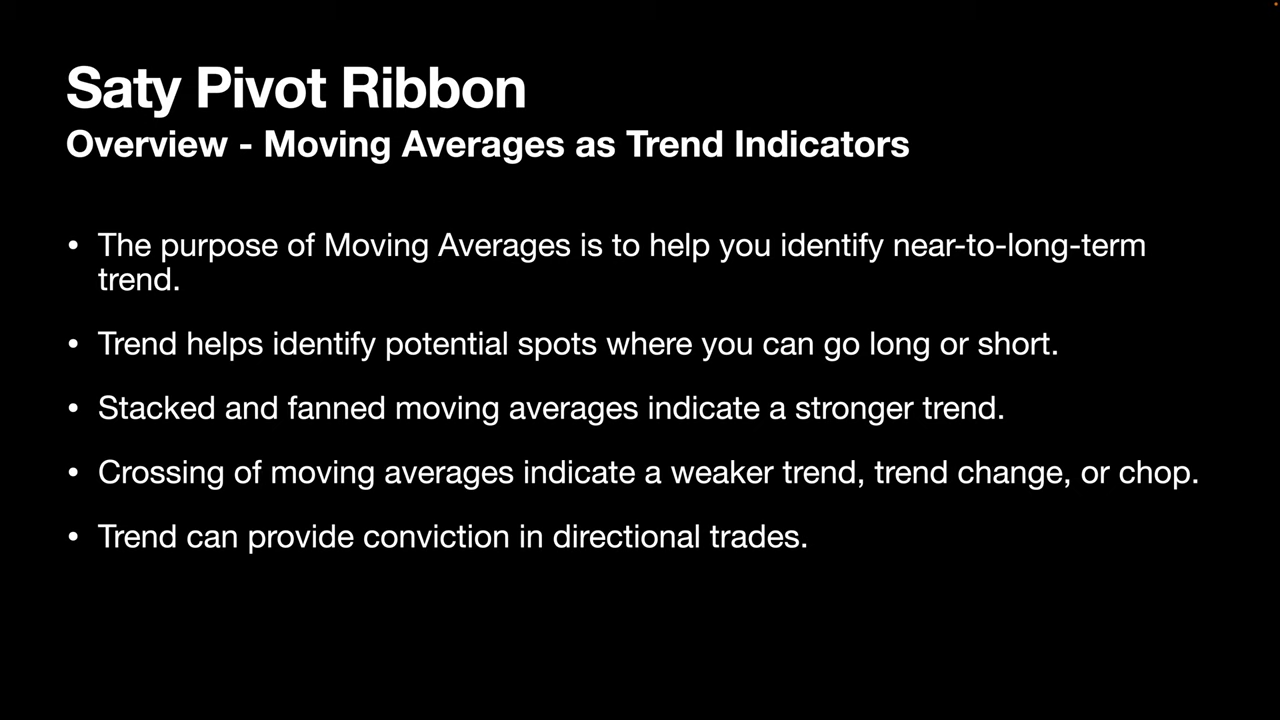 Saty Pivot Ribbon
Overview - Moving Averages as Trend Indicators
• The purpose of Moving Averages is to help you identify near-to-long-term
trend.
• Trend helps identify potential spots where you can go long or short.
• Stacked and fanned moving averages indicate a stronger trend.
• Crossing of moving averages indicate a weaker trend, trend change, or chop.
• Trend can provide conviction in directional trades.